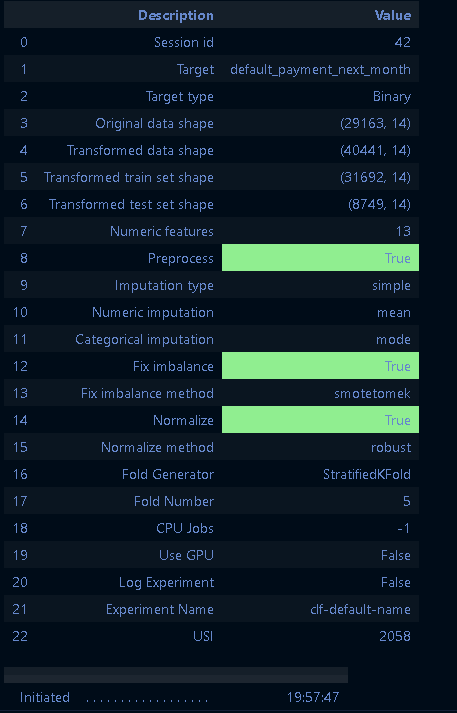 Description Value
0 Session id 42
1 Target default_payment_next_month
2 Target type Binary
3 Original data shape (29163, 14)
4 Transformed data shape (40441, 14)
5 Transformed train set shape (31692, 14)
6 Transformed test set shape (8749, 14)
7 Numeric features 13
8 Preprocess True
9 Imputation type simple
10 Numeric imputation mean
11 Categorical imputation mode
12 Fix imbalance True
13 Fix imbalance method smotetomek
14 Normalize True
15 Normalize method robust
16 Fold Generator StratifiedKFold
17 Fold Number 5
18 CPU Jobs -1
19 Use GPU False
20 Log Experiment False
21 Experiment Name clf-default-name
22 USI 2058
Initiated . . . . . . . . . . . . . . . . . . 19:57:47